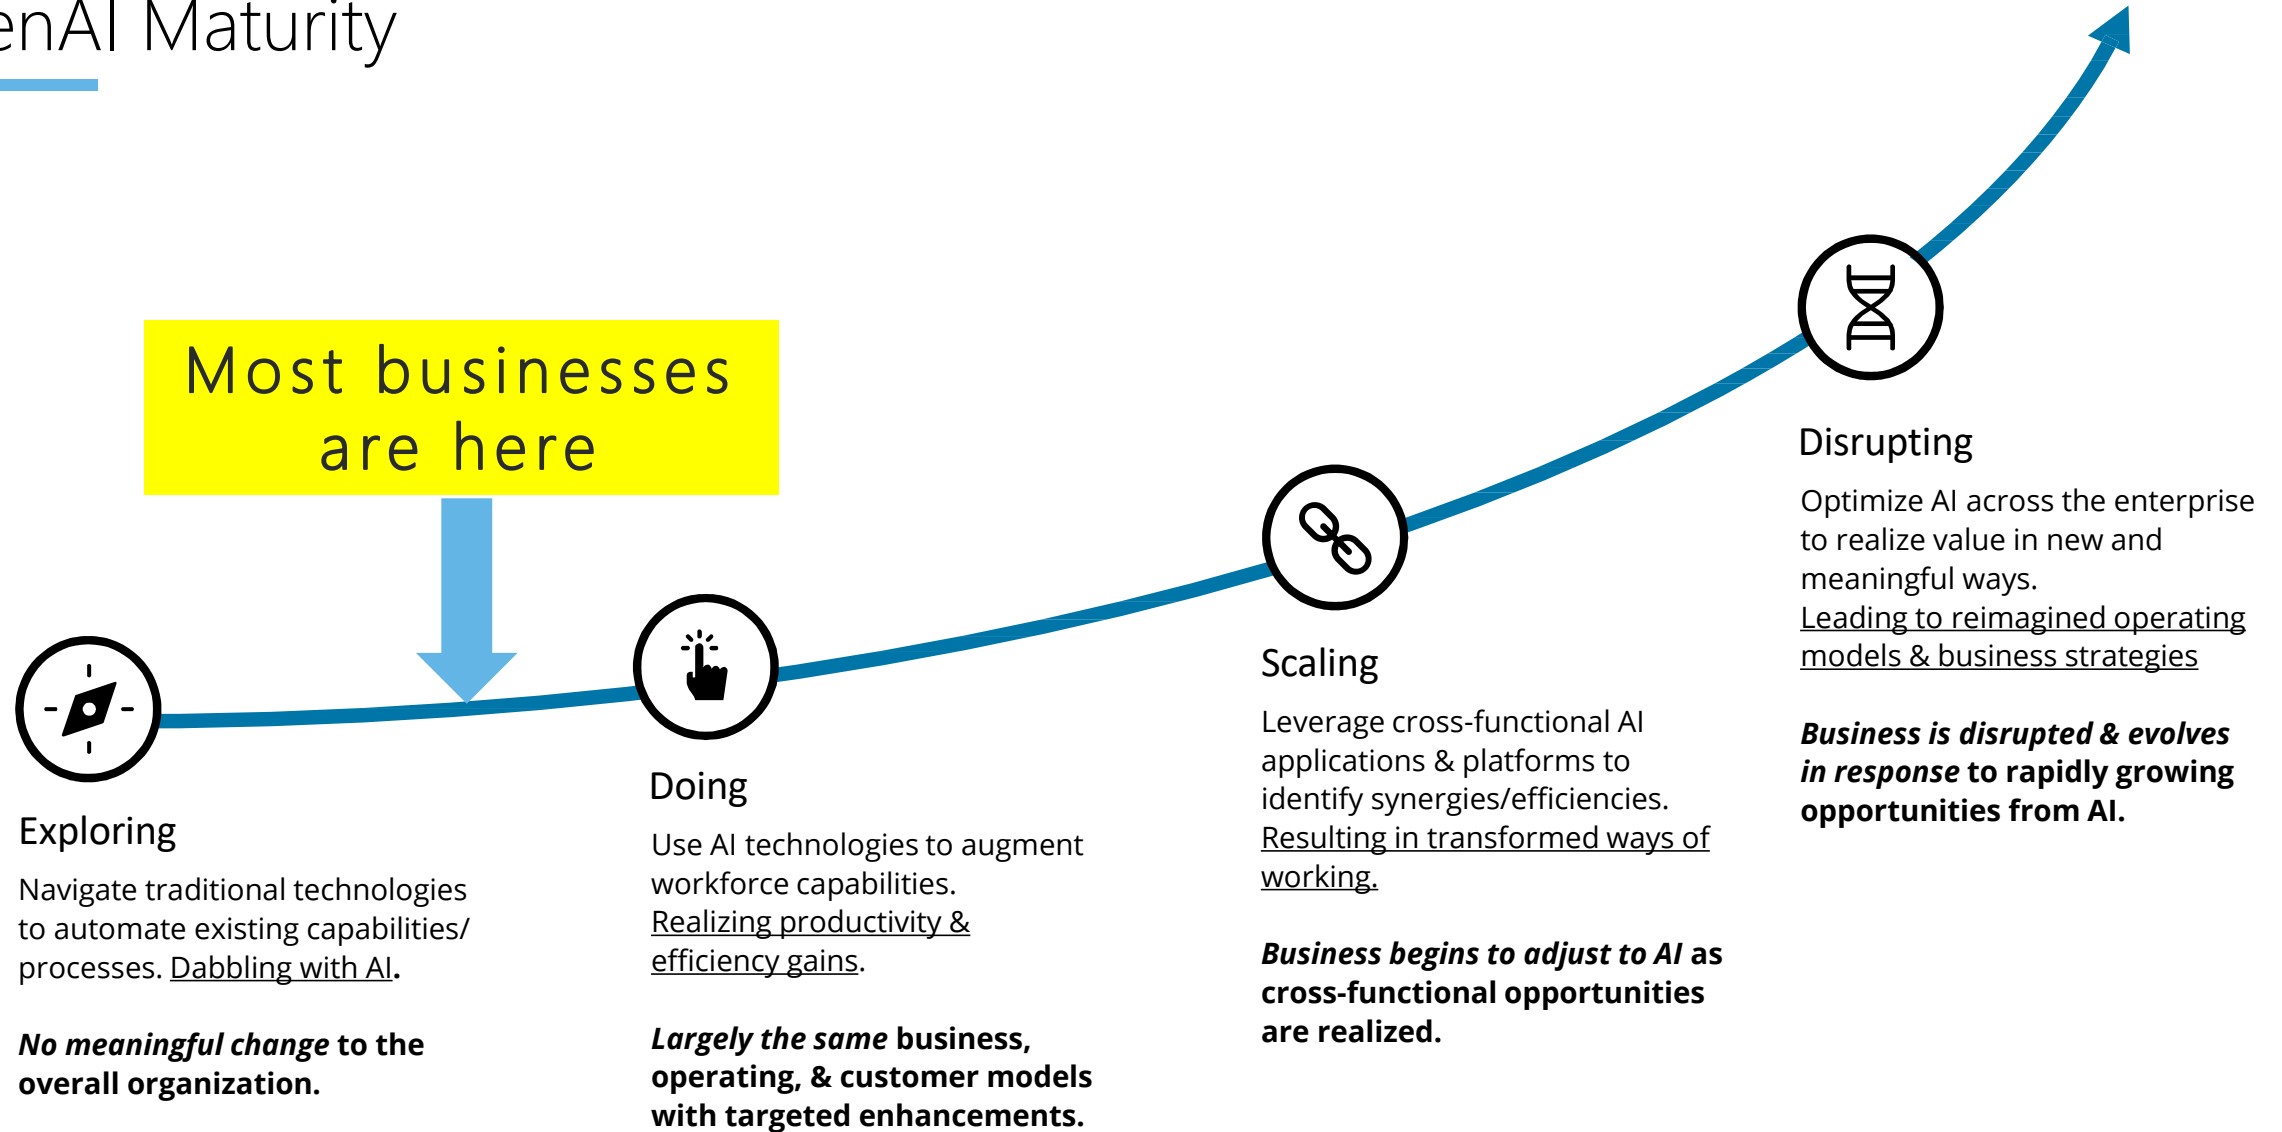 enAI Maturity
Most businesses
are here
Exploring
Navigate traditional technologies
to automate existing capabilities/
processes. Dabbling with AI.
No meaningful change to the
overall organization.
Doing
Use AI technologies to augment
workforce capabilities.
Realizing productivity &
efficiency gains.
Largely the same business,
operating, & customer models
with targeted enhancements.
Scaling
Leverage cross-functional AI
applications & platforms to
identify synergies/efficiencies.
Resulting in transformed ways of
working.
Business begins to adjust to AI as
cross-functional opportunities
are realized.
Disrupting
Optimize AI across the enterprise
to realize value in new and
meaningful ways.
Leading to reimagined operating
models & business strategies
Business is disrupted & evolves
in response to rapidly growing
opportunities from AI.